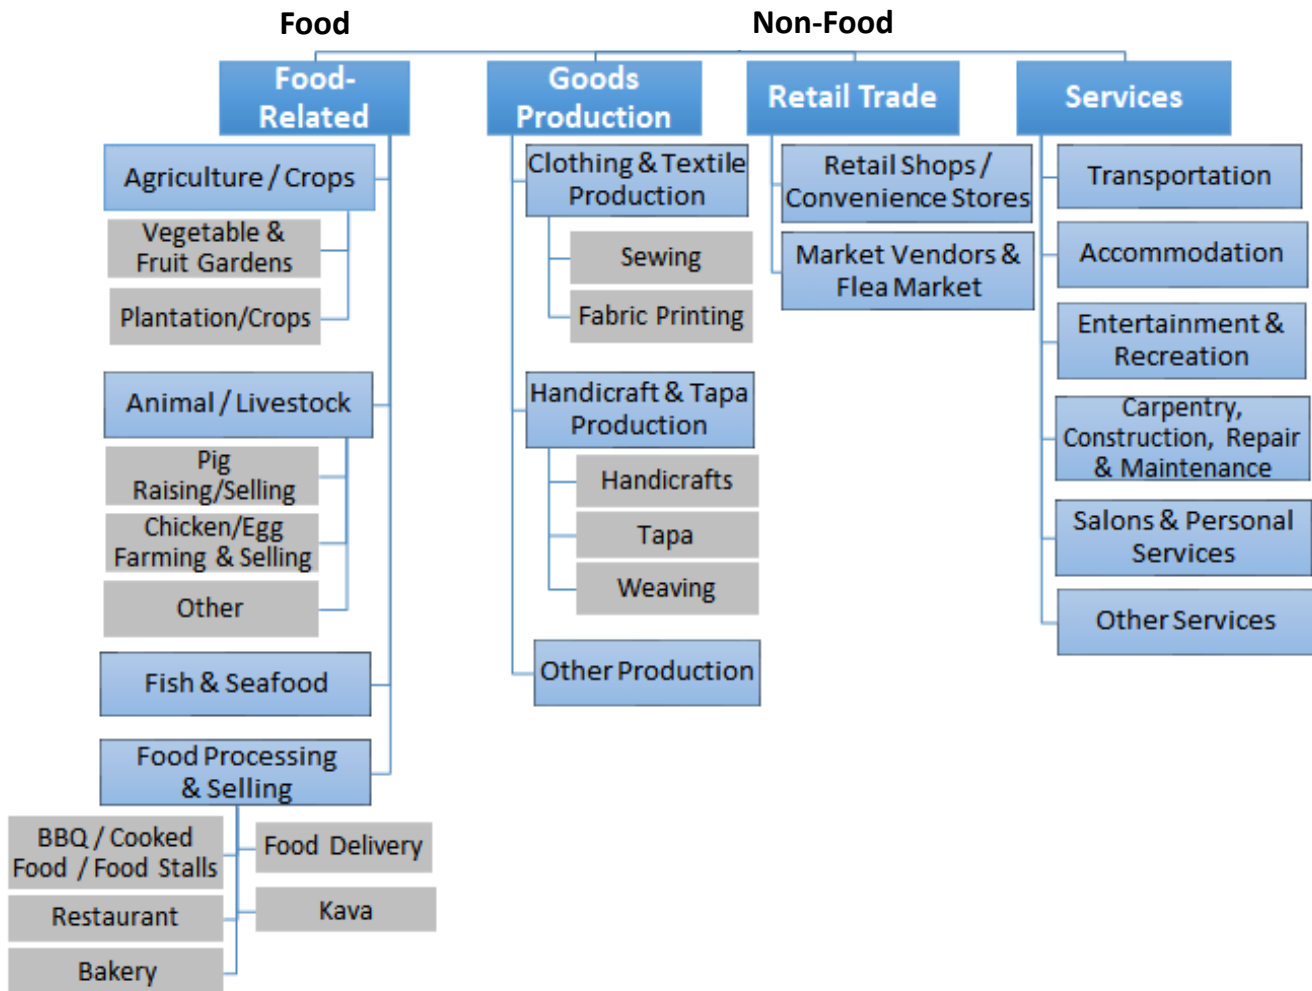 Food
Non-Food
Food-
Related
Agriculture / Crops
Vegetable &
Fruit Gardens
Plantation/Crops
Animal / Livestock
Pig
Raising/Selling
Chicken/Egg
Farming & Selling
Other
Fish & Seafood
Food Processing
& Selling
BBQ / Cooked
Food / Food Stalls
Restaurant
Bakery
Food Delivery
Kava
Goods
Production
Clothing & Textile
Production
Sewing
Fabric Printing
Handicraft & Tapa
Production
Handicrafts
Tapa
Weaving
Other Production
Retail Trade
Retail Shops /
Convenience Stores
Market Vendors &
Flea Market
Services
Transportation
Accommodation
Entertainment &
Recreation
Carpentry,
Construction, Repair
& Maintenance
Salons & Personal
Services
Other Services